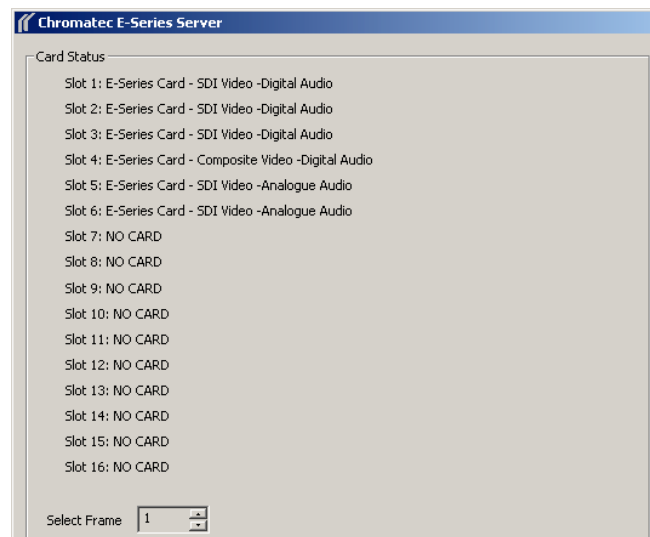 Chromatec E-Series Server
Card Status
Slot 1: E-Series Card - SDI Video -Digital Audio
Slot 2: E-Series Card - SDI Video -Digital Audio
Slot 3: E-Series Card - SDI Video -Digital Audio
Slot 4: E-Series Card - Composite Video -Digital Audio
Slot 5: E-Series Card - SDI Video -Analogue Audio
Slot 6: E-Series Card - SDI Video -Analogue Audio
Slot 7: NO CARD
Slot 8: NO CARD
Slot 9: NO CARD
Slot 10: NO CARD
Slot 11: NO CARD
Slot 12: NO CARD
Slot 13: NO CARD
Slot 14: NO CARD
Slot 15: NO CARD
Slot 16: NO CARD
Select Frame 1